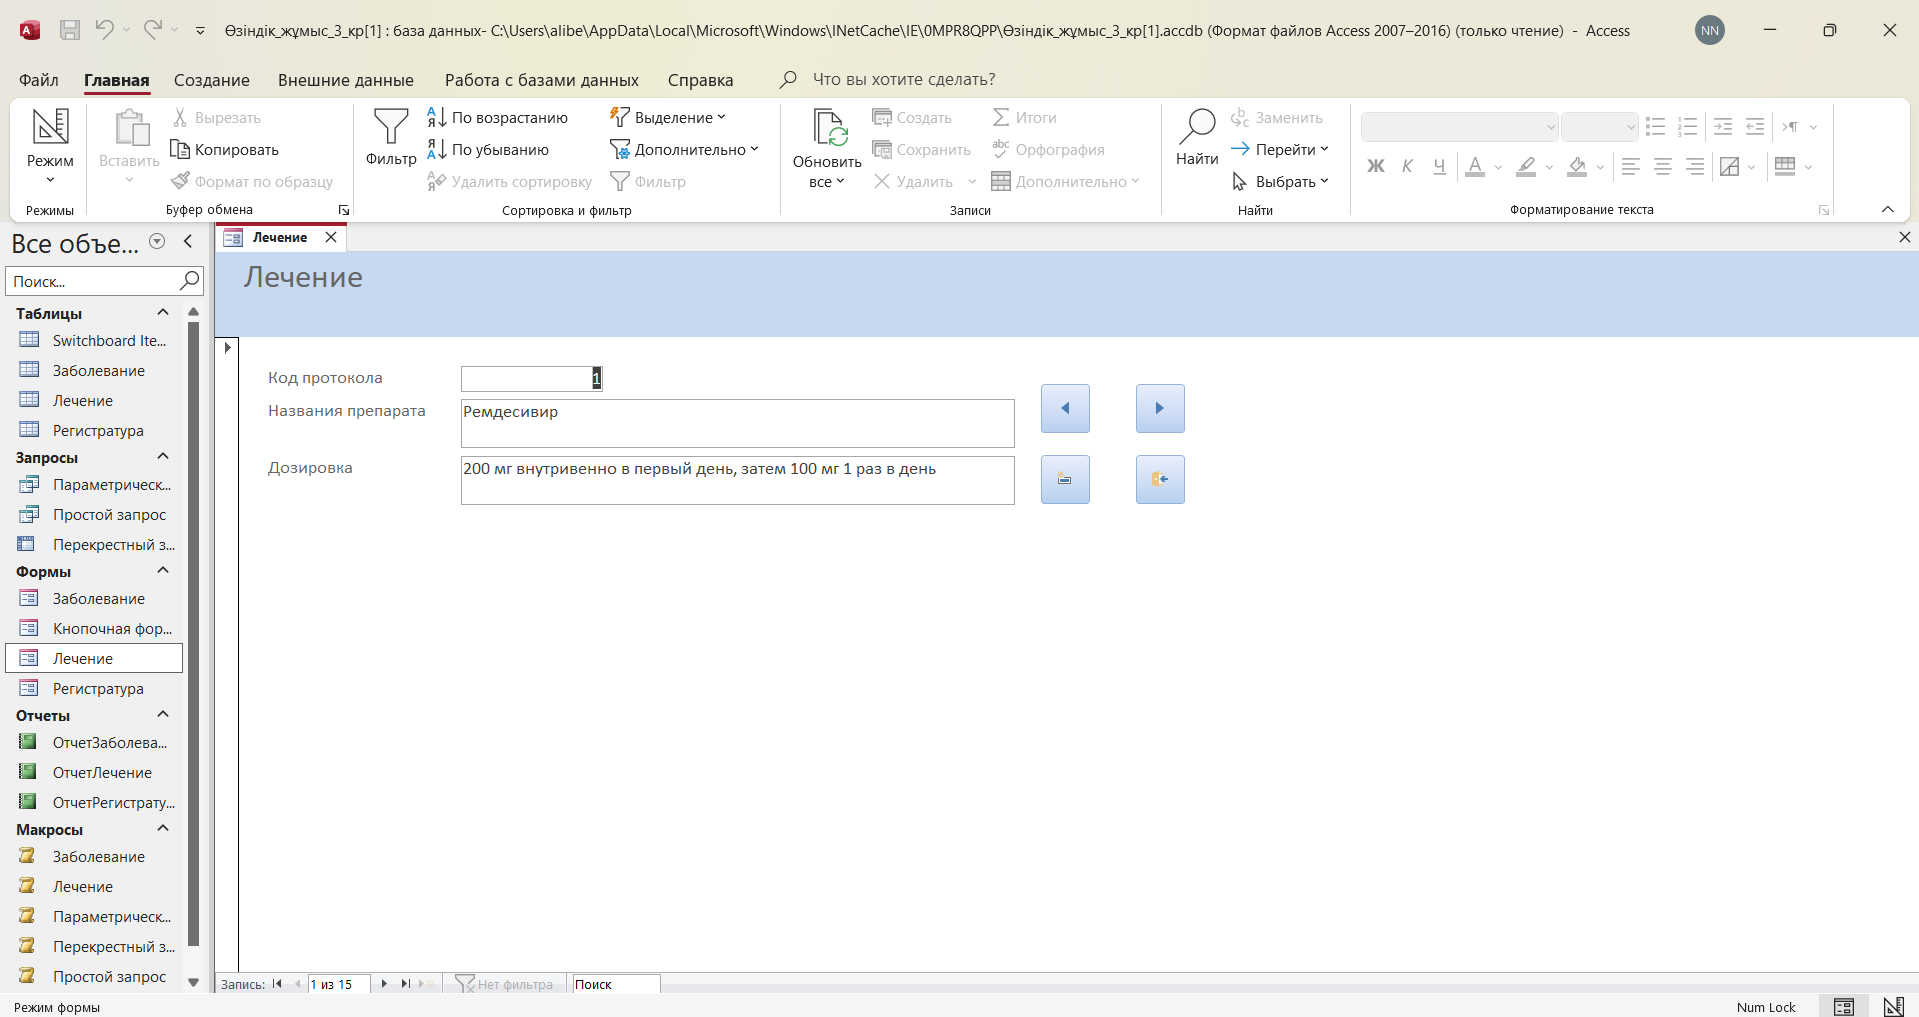 Өзіндік_жұмыс_3_кр[1] : база данных- C:\Users\alibe\AppData\Local\Microsoft\Windows\INetCache\IE\0MPR8QPP\Өзіндік_жұмыс_3_кр[1].accdb (Формат файлов Access 2007–2016) (только чтение) - Access
NN
Файл Главная Создание Внешние данные Работа с базами данных Справка Что вы хотите сделать?
Режим
Режимы
Вставить
Вырезать
Копировать
Формат по образцу
Буфер обмена
Фильтр
По возрастанию
По убыванию
Удалить сортировку
Выделение
Дополнительно
Фильтр
Сортировка и фильтр
Обновить
все
Создать
Сохранить
Удалить
Итоги
Орфография
Дополнительно
Записи
Найти
Заменить
Перейти
Выбрать
Найти
Ж К Ч А
Форматирование текста
Все объе...
Поиск...
Таблицы
Switchboard Ite...
Заболевание
Лечение
Регистратура
Запросы
Параметрическ...
Простой запрос
Перекрестный з...
Формы
Заболевание
Кнопочная фор...
Лечение
Регистратура
Отчеты
ОтчетЗаболева...
ОтчетЛечение
ОтчетРегистрату...
Макросы
Заболевание
Лечение
Параметрическ...
Перекрестный з...
Простой запрос
Лечение
Лечение
Код протокола 1
Названия препарата Ремдесивир
Дозировка 200 мг внутривенно в первый день, затем 100 мг 1 раз в день
Запись: 1 из 15 Нет фильтра Поиск
Режим формы
Num Lock